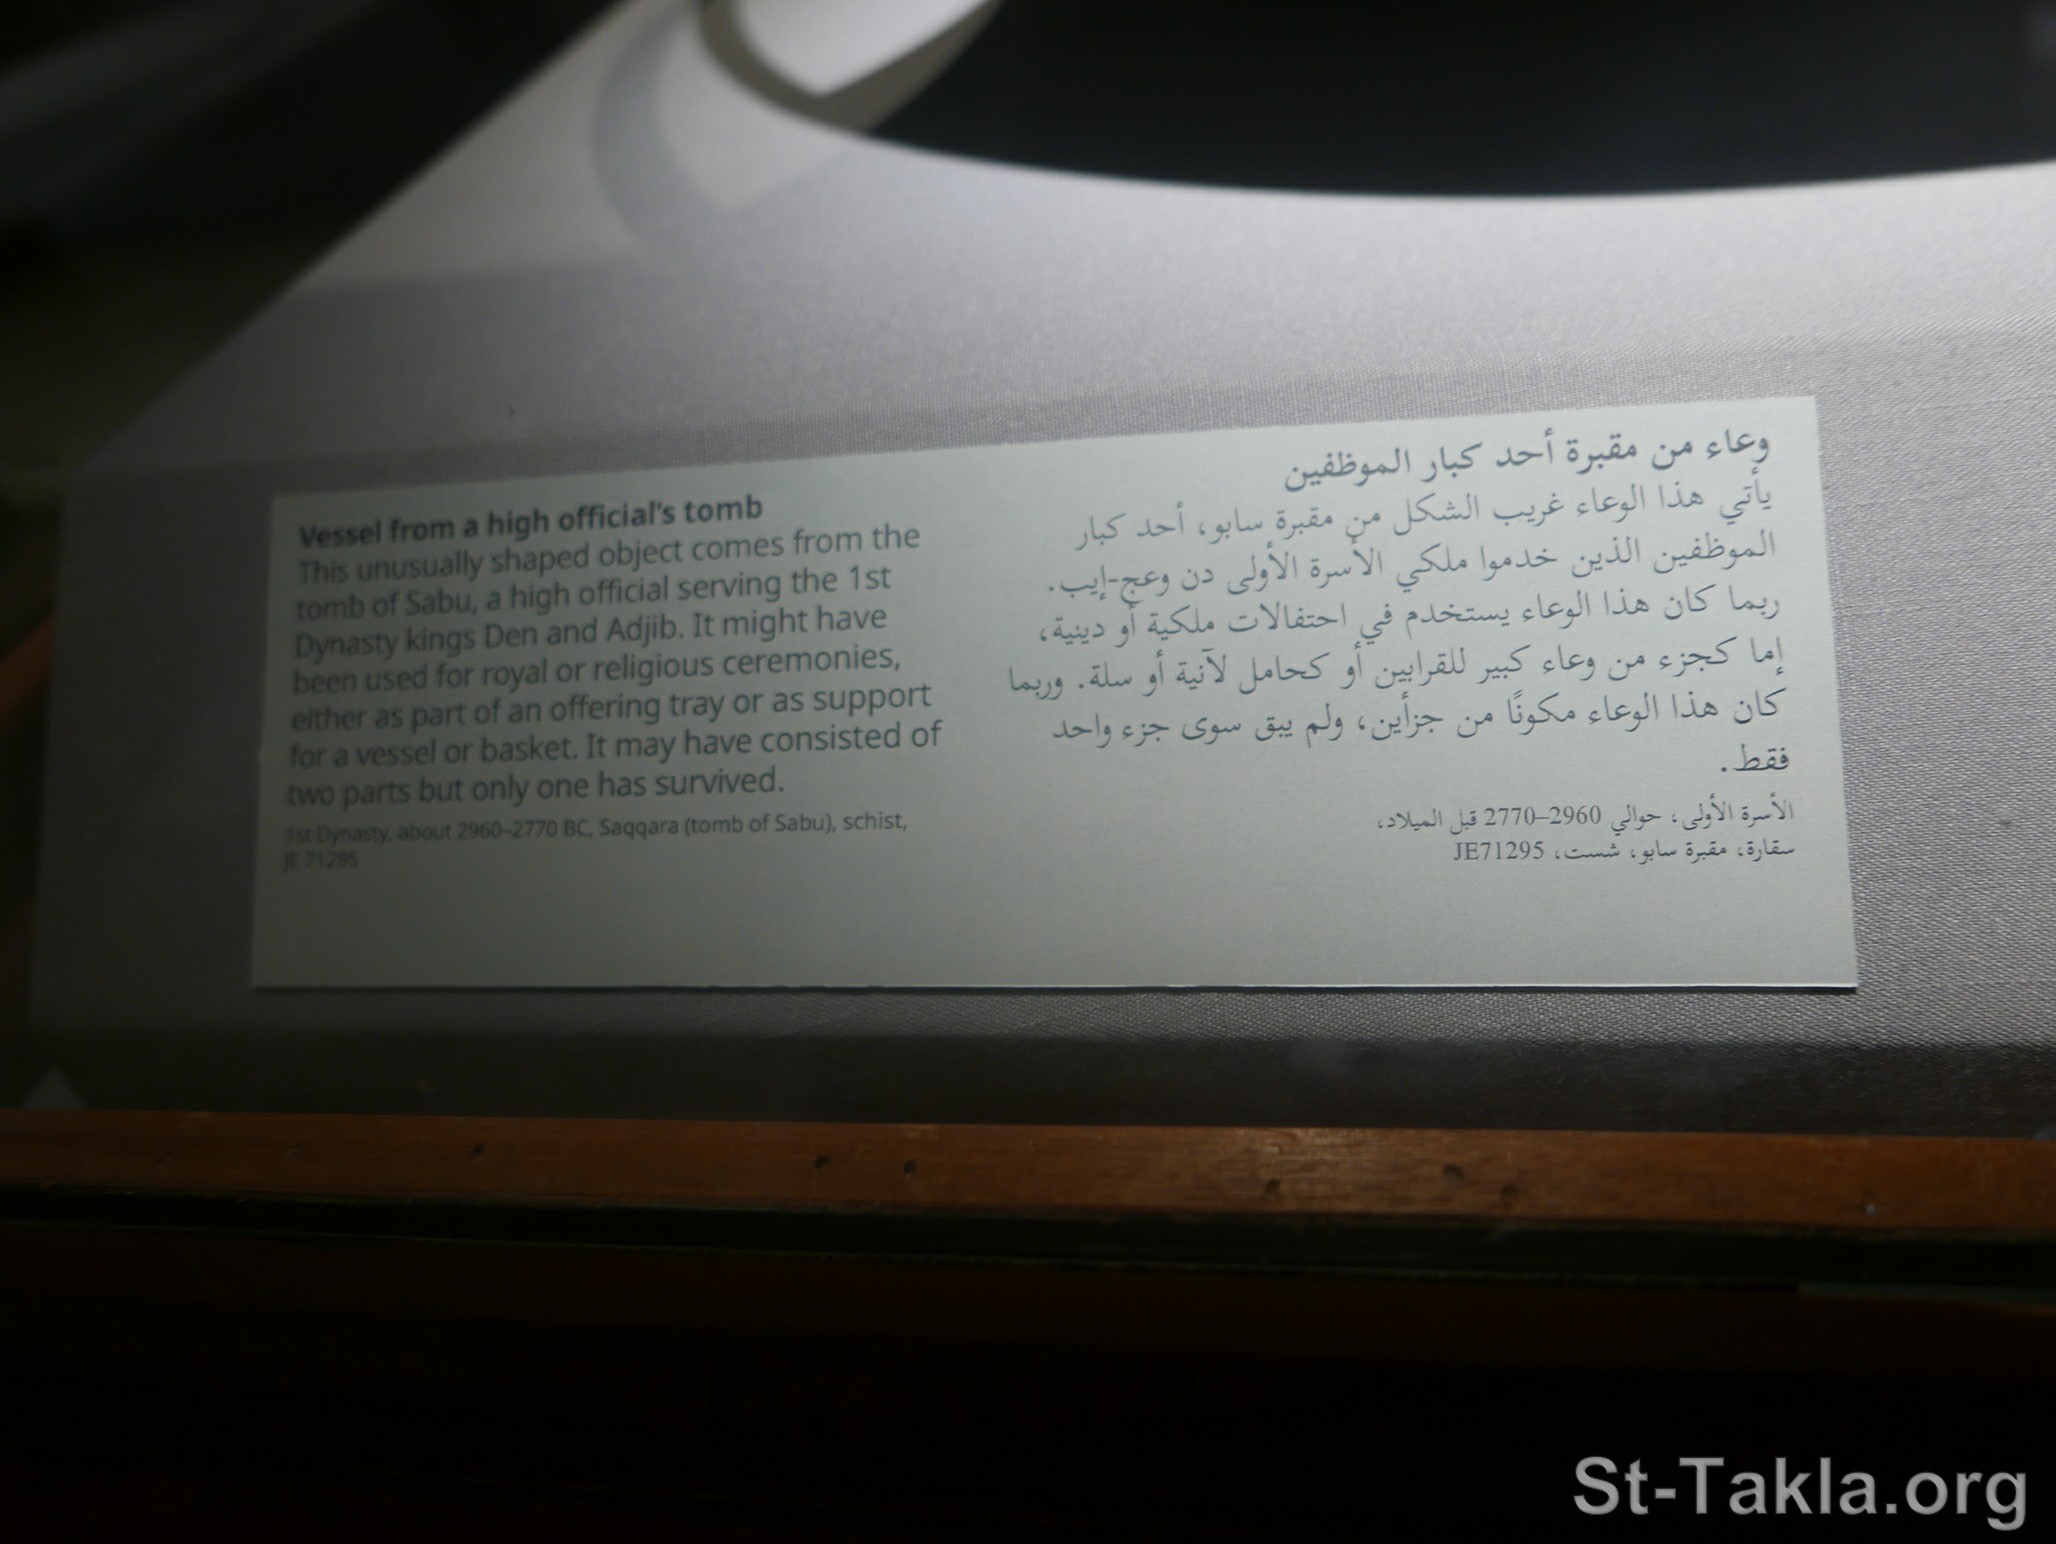 Vessel from a high official's tomb
This unusually shaped object comes from the
tomb of Sabu, a high official serving the 1st
Dynasty kings Den and Adjib. It might have
been used for royal or religious ceremonies,
either as part of an offering tray or as support
for a vessel or basket. It may have consisted of
two parts but only one has survived.
1st Dynasty, about 2960–2770 BC, Saqqara (tomb of Sabu), schist,
JE 71295
وعاء من مقبرة أحد كبار الموظفين
يأتي هذا الوعاء غريب الشكل من مقبرة سابو، أحد كبار
الموظفين الذين خدموا ملكي الأسرة الأولى دن وعج-إيب.
ربما كان هذا الوعاء يستخدم في احتفالات ملكية أو دينية،
إما كجزء من وعاء كبير للقرابين أو كحامل لآنية أو سلة. وربما
كان هذا الوعاء مكونًا من جزأين، ولم يبق سوى جزء واحد
فقط.
الأسرة الأولى، حوالي 2960–2770 قبل الميلاد،
سقارة، مقبرة سابو، شست، JE71295
St-Takla.org